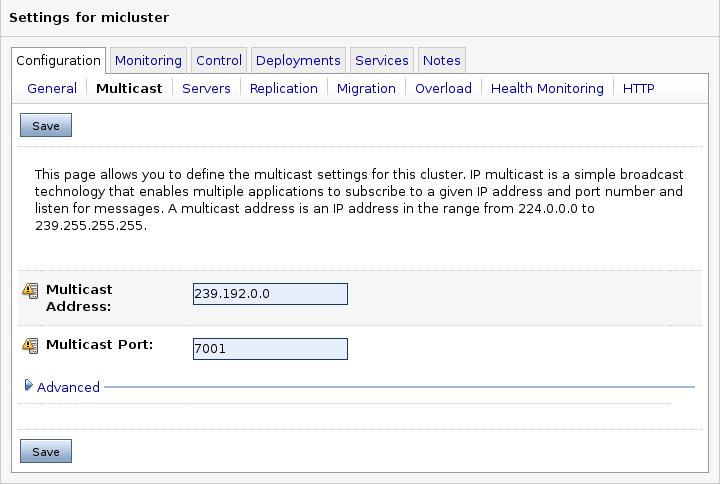 Settings for micluster
Configuration Monitoring Control Deployments Services Notes
General Multicast Servers Replication Migration Overload Health Monitoring HTTP
Save
This page allows you to define the multicast settings for this cluster. IP multicast is a simple broadcast
technology that enables multiple applications to subscribe to a given IP address and port number and
listen for messages. A multicast address is an IP address in the range from 224.0.0.0 to
239.255.255.255.
Multicast
Address:
239.192.0.0
Multicast Port:
7001
Advanced
Save